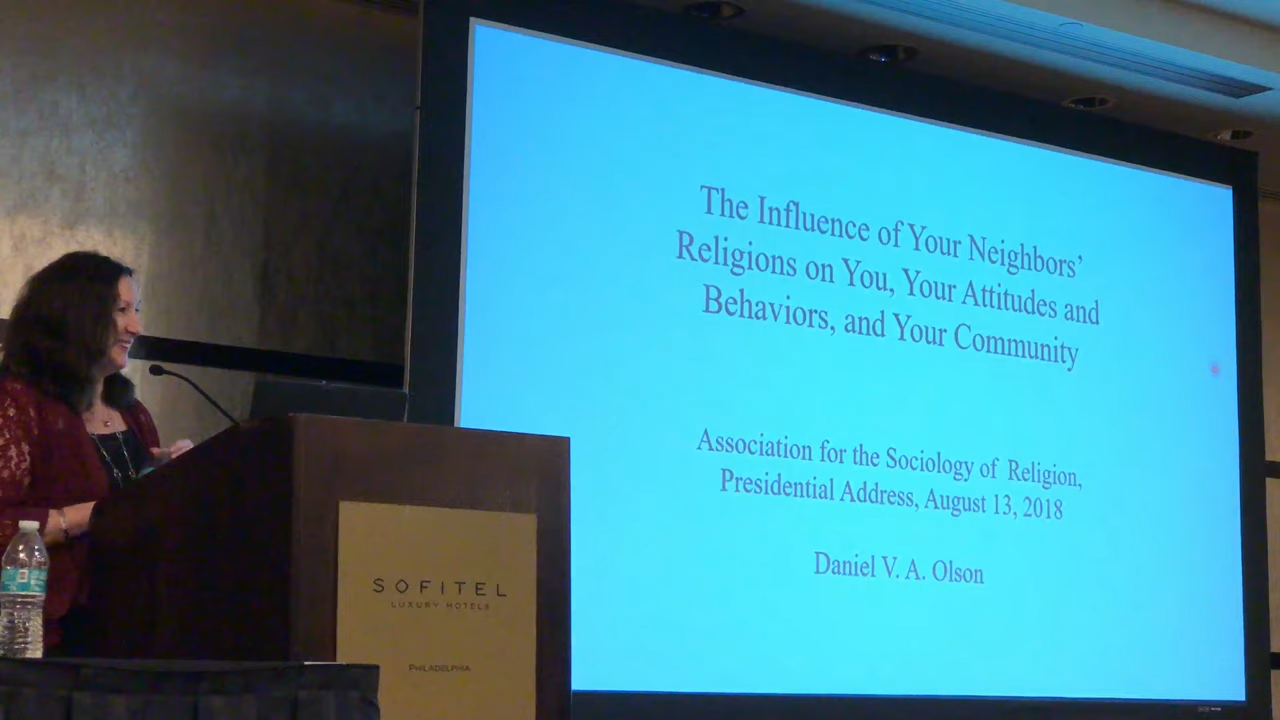 The Influence of Your Neighbors'
Religions on You, Your Attitudes and
Behaviors, and Your Community
Association for the Sociology of Religion,
Presidential Address, August 13, 2018
Daniel V. A. Olson
SOFITEL
LUXURY HOTELS
PHILADELPHIA